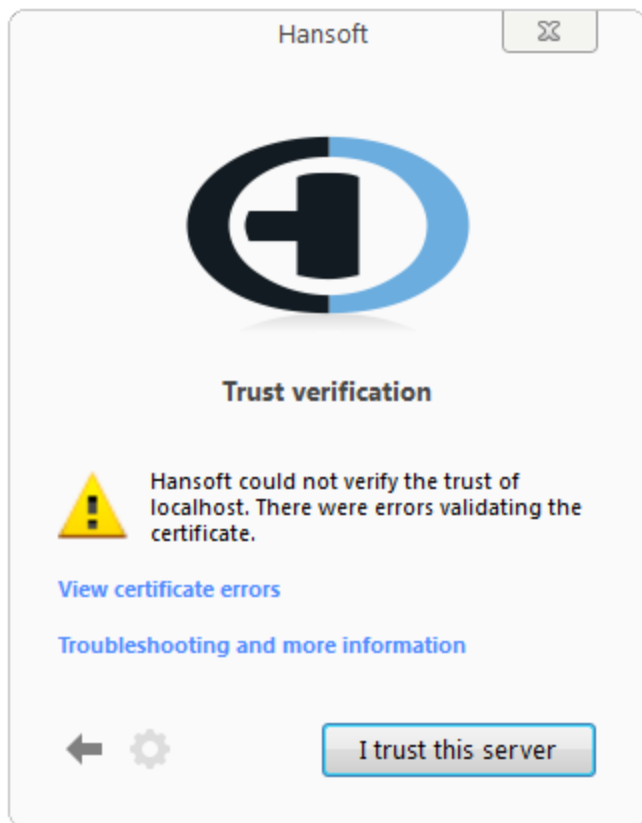 Hansoft
Trust verification
Hansoft could not verify the trust of
localhost. There were errors validating the
certificate.
View certificate errors
Troubleshooting and more information
I trust this server